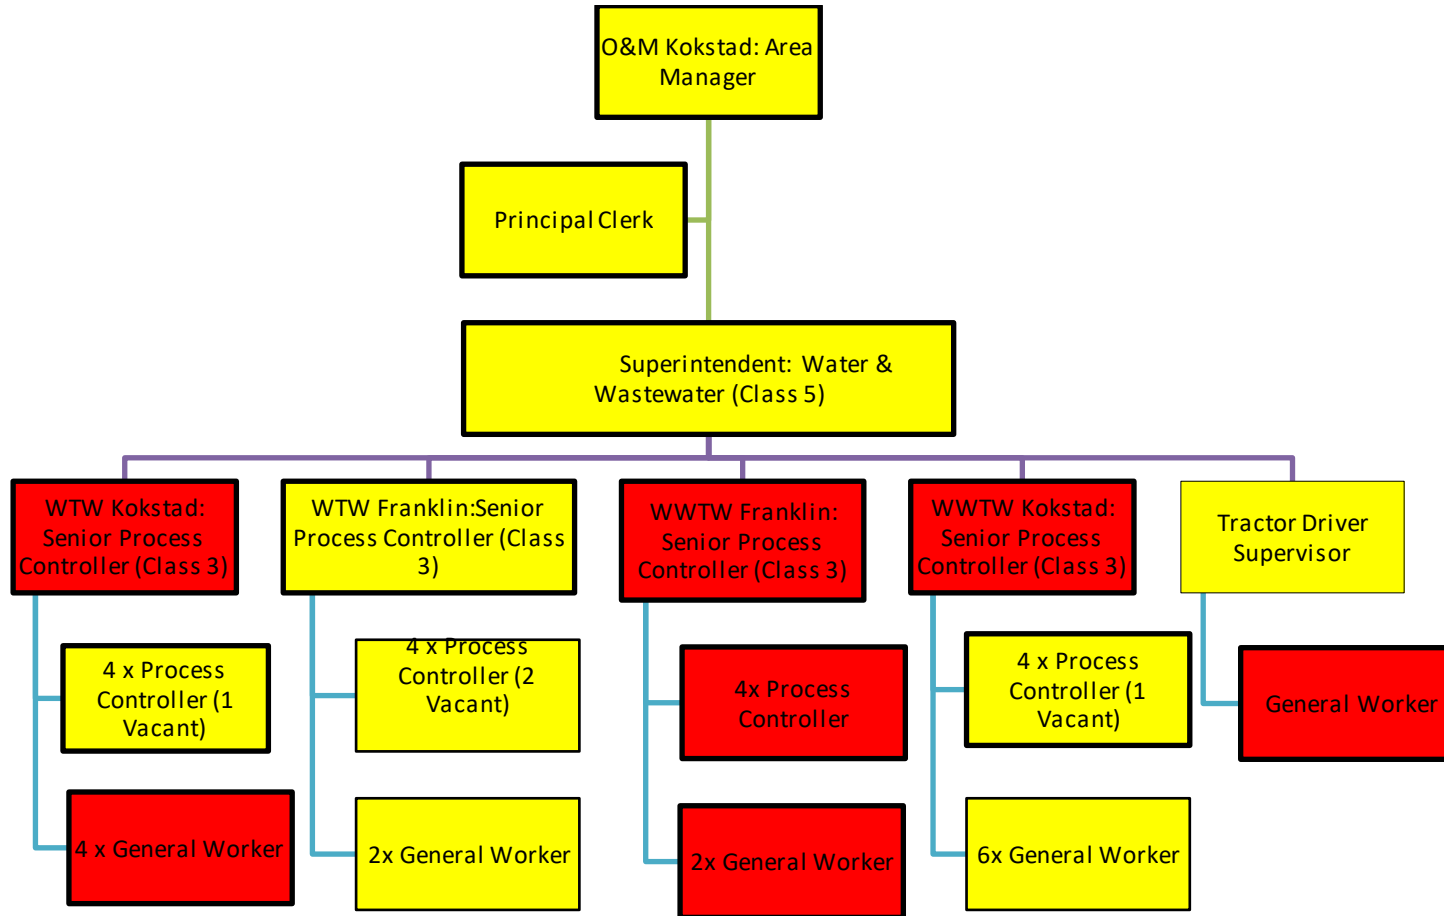 O&M Kokstad: Area
Manager
Principal Clerk
Superintendent: Water &
Wastewater (Class 5)
WTW Kokstad:
Senior Process
Controller (Class 3)
WTW Franklin:Senior
Process Controller (Class
3)
WWTW Franklin:
Senior Process
Controller (Class 3)
WWTW Kokstad:
Senior Process
Controller (Class 3)
Tractor Driver
Supervisor
4 x Process
Controller (1
Vacant)
4 x Process
Controller (2
Vacant)
4x Process
Controller
4 x Process
Controller (1
Vacant)
General Worker
4 x General Worker
2x General Worker
2x General Worker
6x General Worker